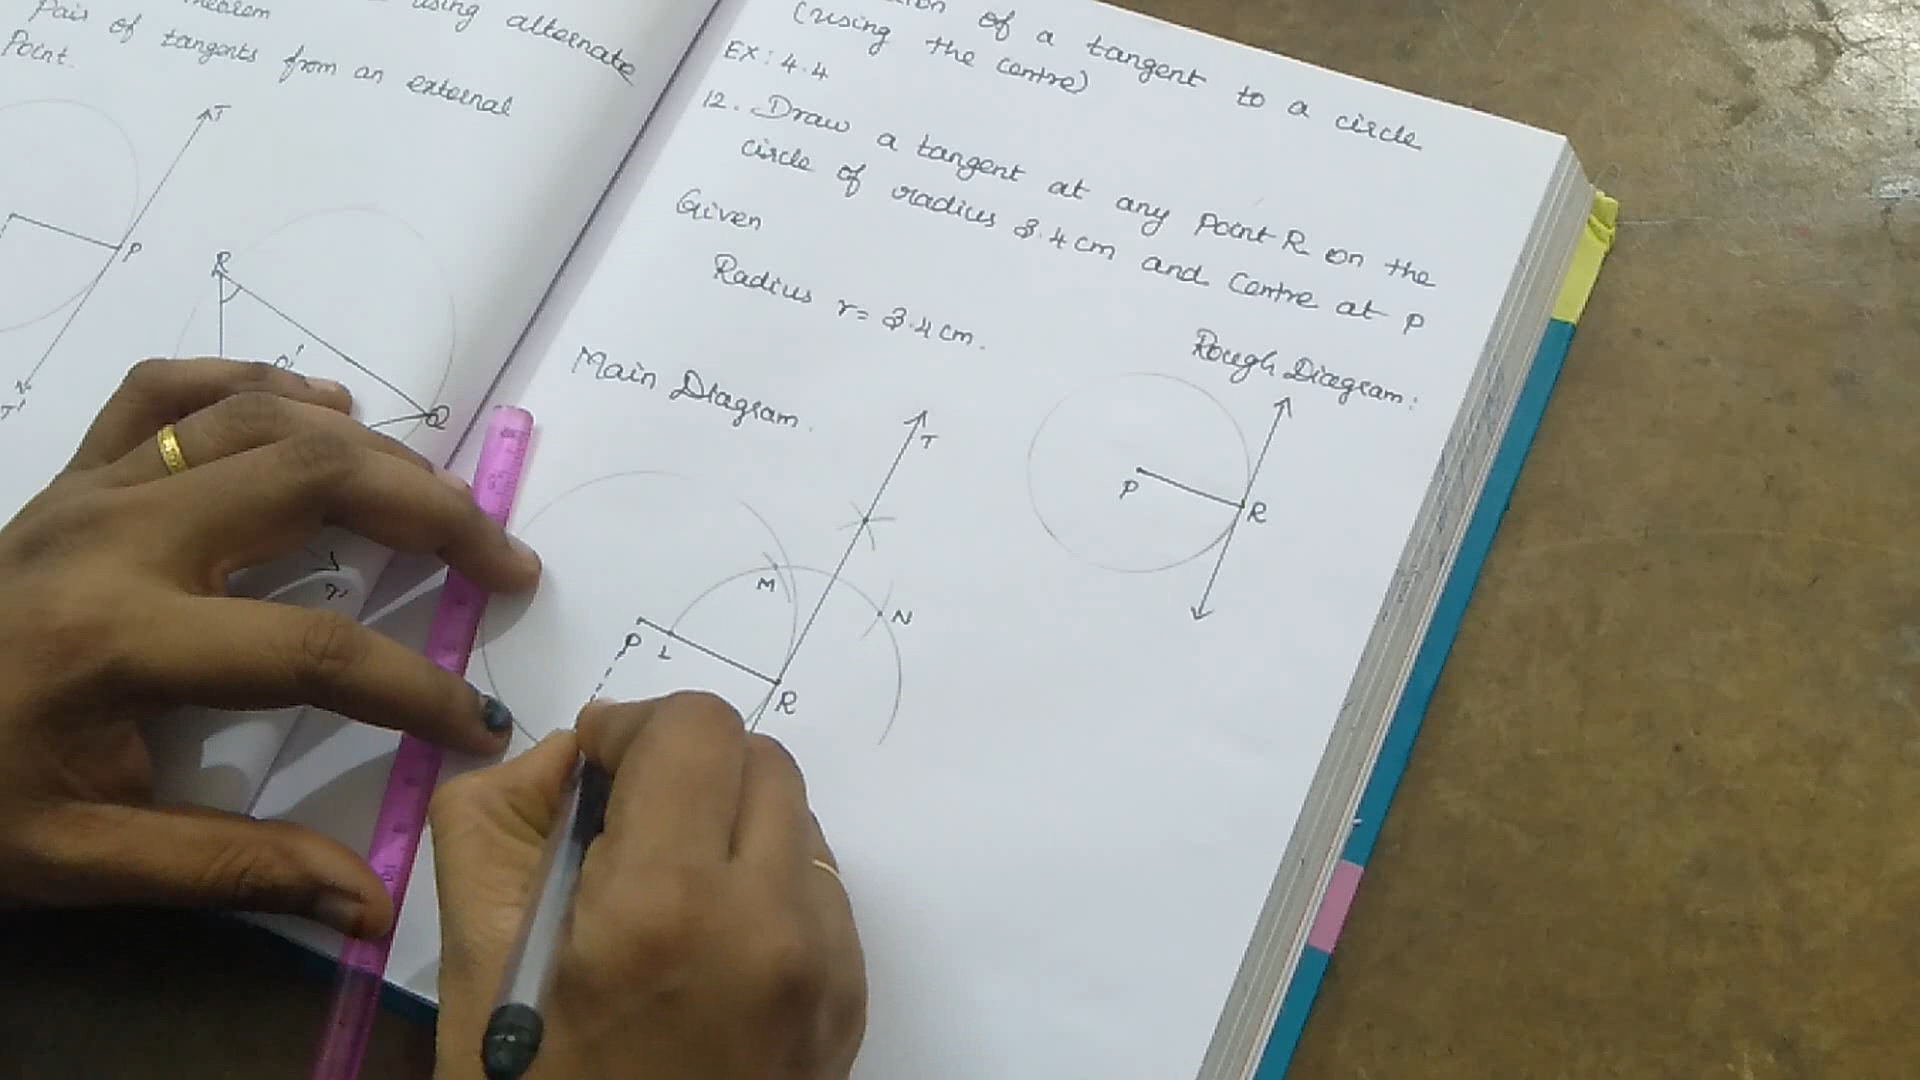 using alternate
Pair of tangents from an external
Point.
T
P
T'
R
Q
of a tangent to a circle
(using the centre)
EX: 4.4
12. Draw a tangent at any point R on the
circle of radius 3.4 cm and Centre at P
Given
Radius r = 3.4 cm.
Rough Diagram:
P
R
Main Diagram.
T
M
N
P
L
R